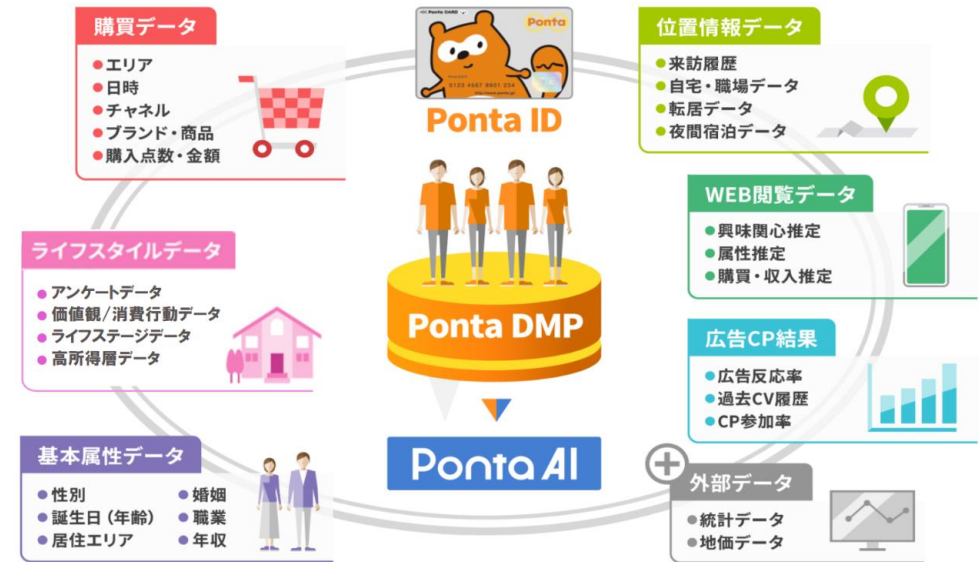 購買データ
●エリア
●日時
●チャネル
●ブランド・商品
●購入点数・金額
Ponta CARD
Ponta
0123 4567 8901 234
Ponta ID
位置情報データ
●来訪履歴
●自宅・職場データ
●転居データ
●夜間宿泊データ
WEB閲覧データ
●興味関心推定
●属性推定
●購買・収入推定
ライフスタイルデータ
●アンケートデータ
●価値観/消費行動データ
●ライフステージデータ
●高所得層データ
Ponta DMP
広告CP結果
●広告反応率
●過去CV履歴
●CP参加率
Ponta AI
基本属性データ
●性別
●誕生日(年齢)
●居住エリア
●婚姻
●職業
●年収
外部データ
●統計データ
●地価データ